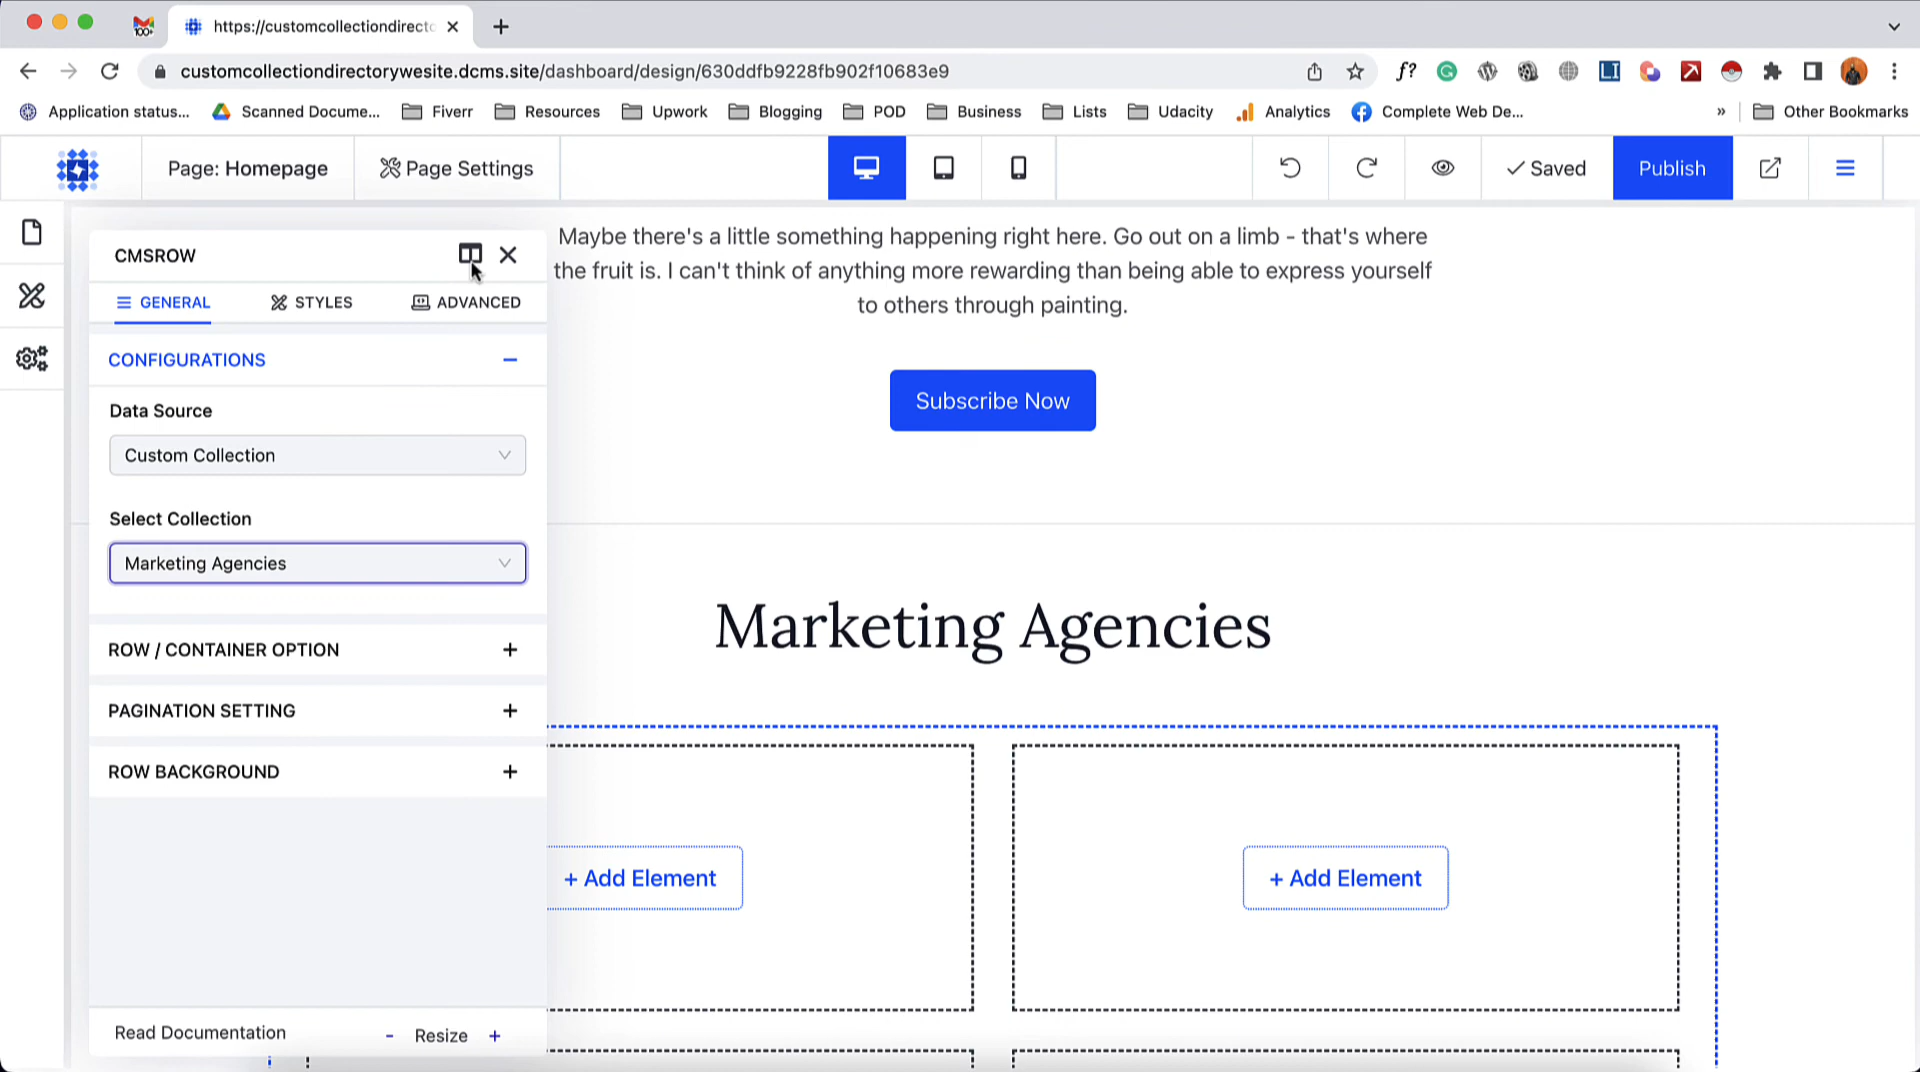 100+
https://customcollectiondirecto
customcollectiondirectorywesite.dcms.site/dashboard/design/630ddfb9228fb902f10683e9
f?
LI
Application status...
Scanned Docume...
Fiverr
Resources
Upwork
Blogging
POD
Business
Lists
Udacity
Analytics
Complete Web De...
»
Other Bookmarks
Page: Homepage
Page Settings
Saved
Publish
Maybe there's a little something happening right here. Go out on a limb - that's where
the fruit is. I can't think of anything more rewarding than being able to express yourself
to others through painting.
Subscribe Now
CMSROW
GENERAL
STYLES
ADVANCED
CONFIGURATIONS
Data Source
Custom Collection
Select Collection
Marketing Agencies
ROW / CONTAINER OPTION +
PAGINATION SETTING +
ROW BACKGROUND +
Read Documentation
- Resize +
Marketing Agencies
+ Add Element
+ Add Element